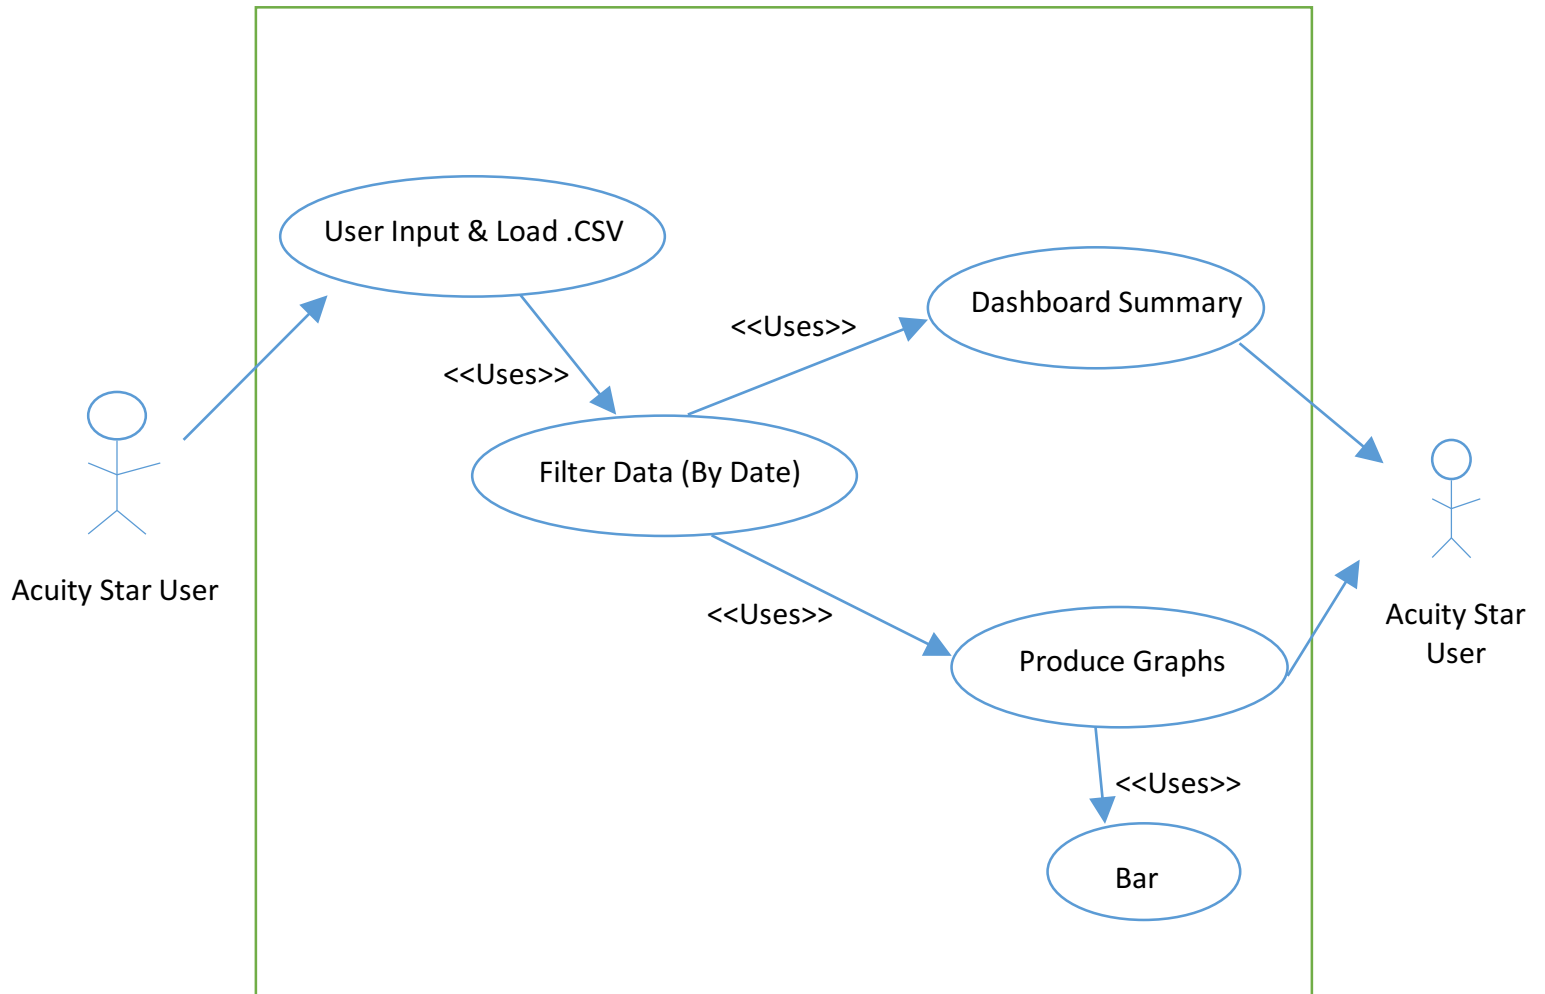 User Input & Load .CSV
Dashboard Summary
<<Uses>>
<<Uses>>
Filter Data (By Date)
Acuity Star User
<<Uses>>
Acuity Star
User
Produce Graphs
<<Uses>>
Bar